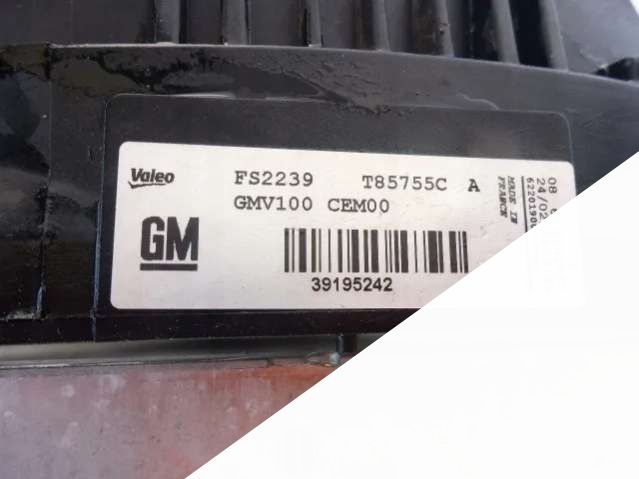 Valeo
FS2239 T85755C A
GMV100 CEM00
GM
39195242
MADE IN
FRANCE
08
24/02